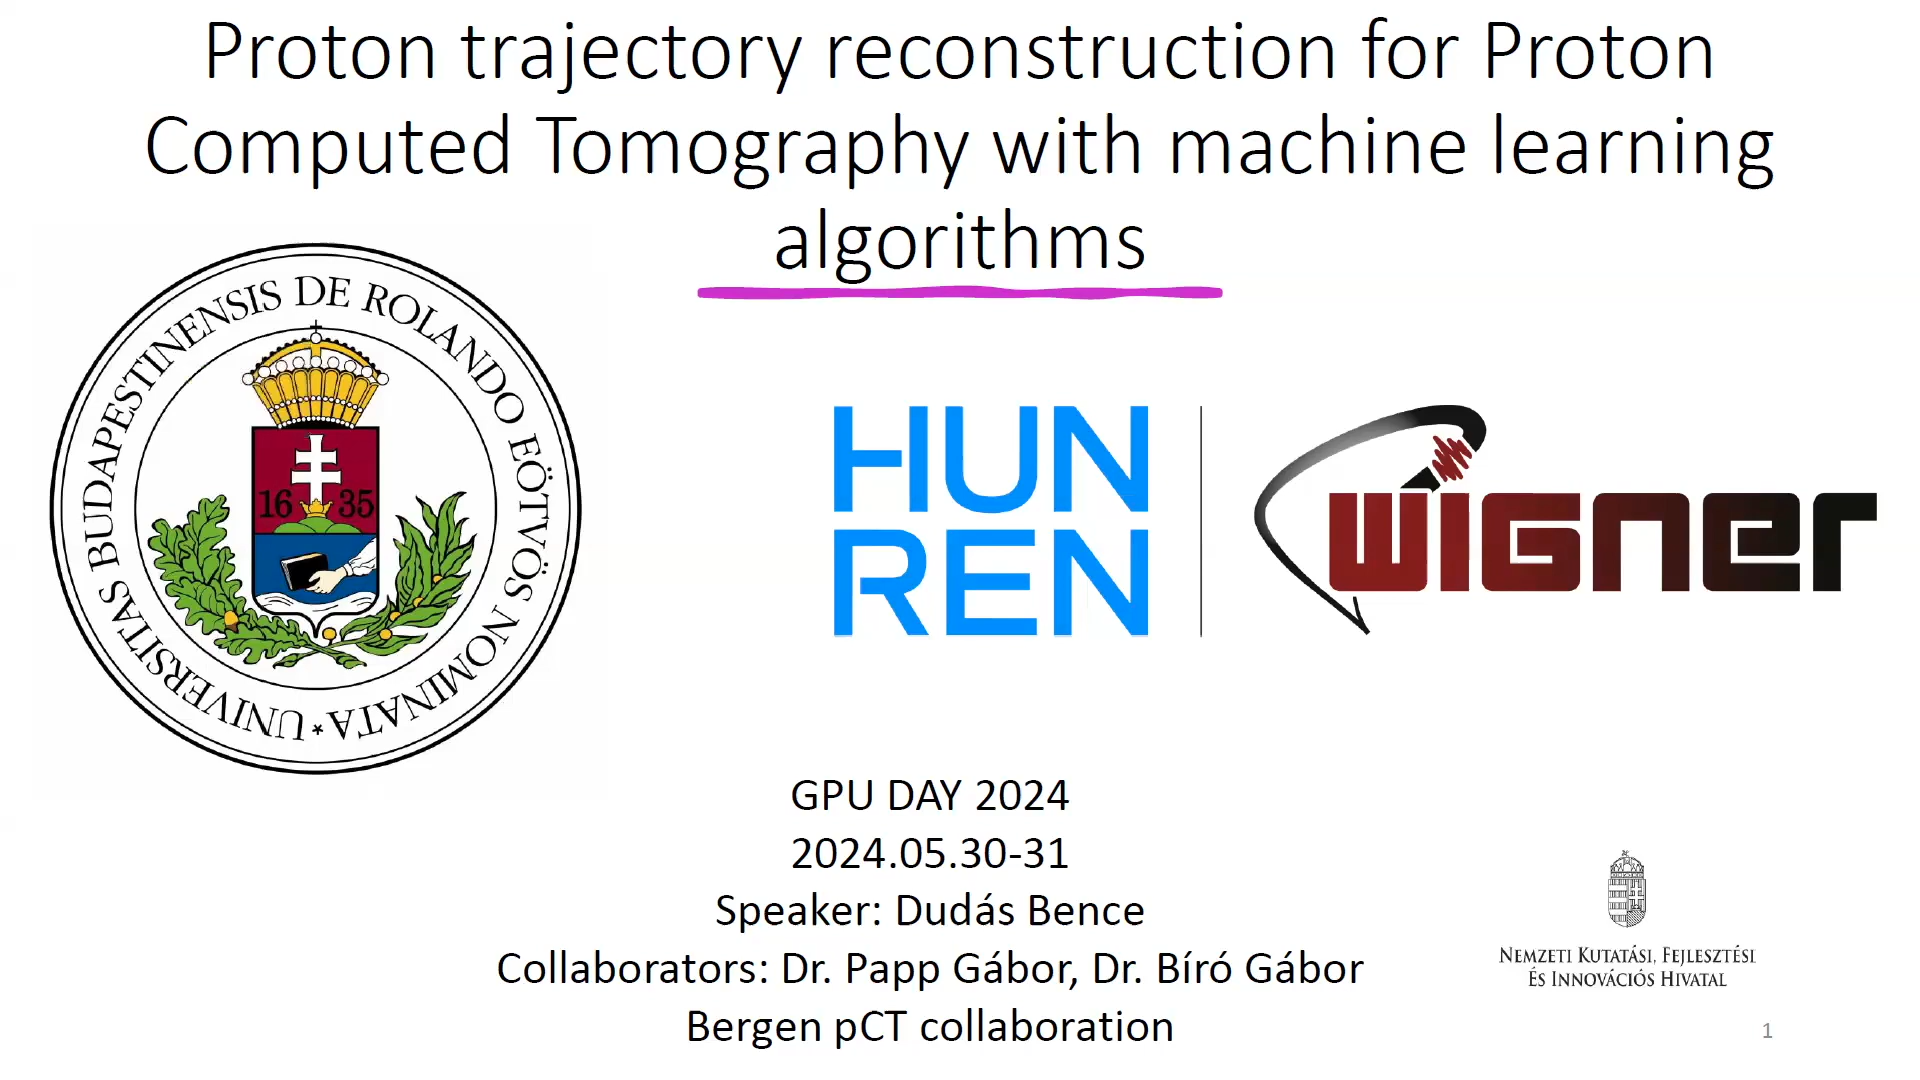 Proton trajectory reconstruction for Proton
Computed Tomography with machine learning
algorithms
UNIVERSITAS BUDAPESTINENSIS DE ROLANDO EÖTVÖS NOMINATA *
16 35
HUN
REN
wigner
GPU DAY 2024
2024.05.30-31
Speaker: Dudás Bence
Collaborators: Dr. Papp Gábor, Dr. Bíró Gábor
Bergen pCT collaboration
NEMZETI KUTATÁSI, FEJLESZTÉSI
ÉS INNOVÁCIÓS HIVATAL
1